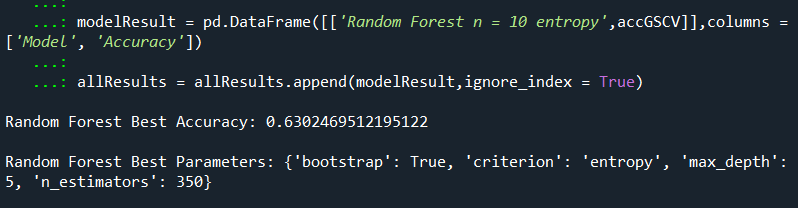 ...:
...: modelResult = pd.DataFrame([['Random Forest n = 10 entropy',accGSCV]],columns =
['Model', 'Accuracy'])
...:
...: allResults = allResults.append(modelResult,ignore_index = True)
Random Forest Best Accuracy: 0.6302469512195122
Random Forest Best Parameters: {'bootstrap': True, 'criterion': 'entropy', 'max_depth':
5, 'n_estimators': 350}